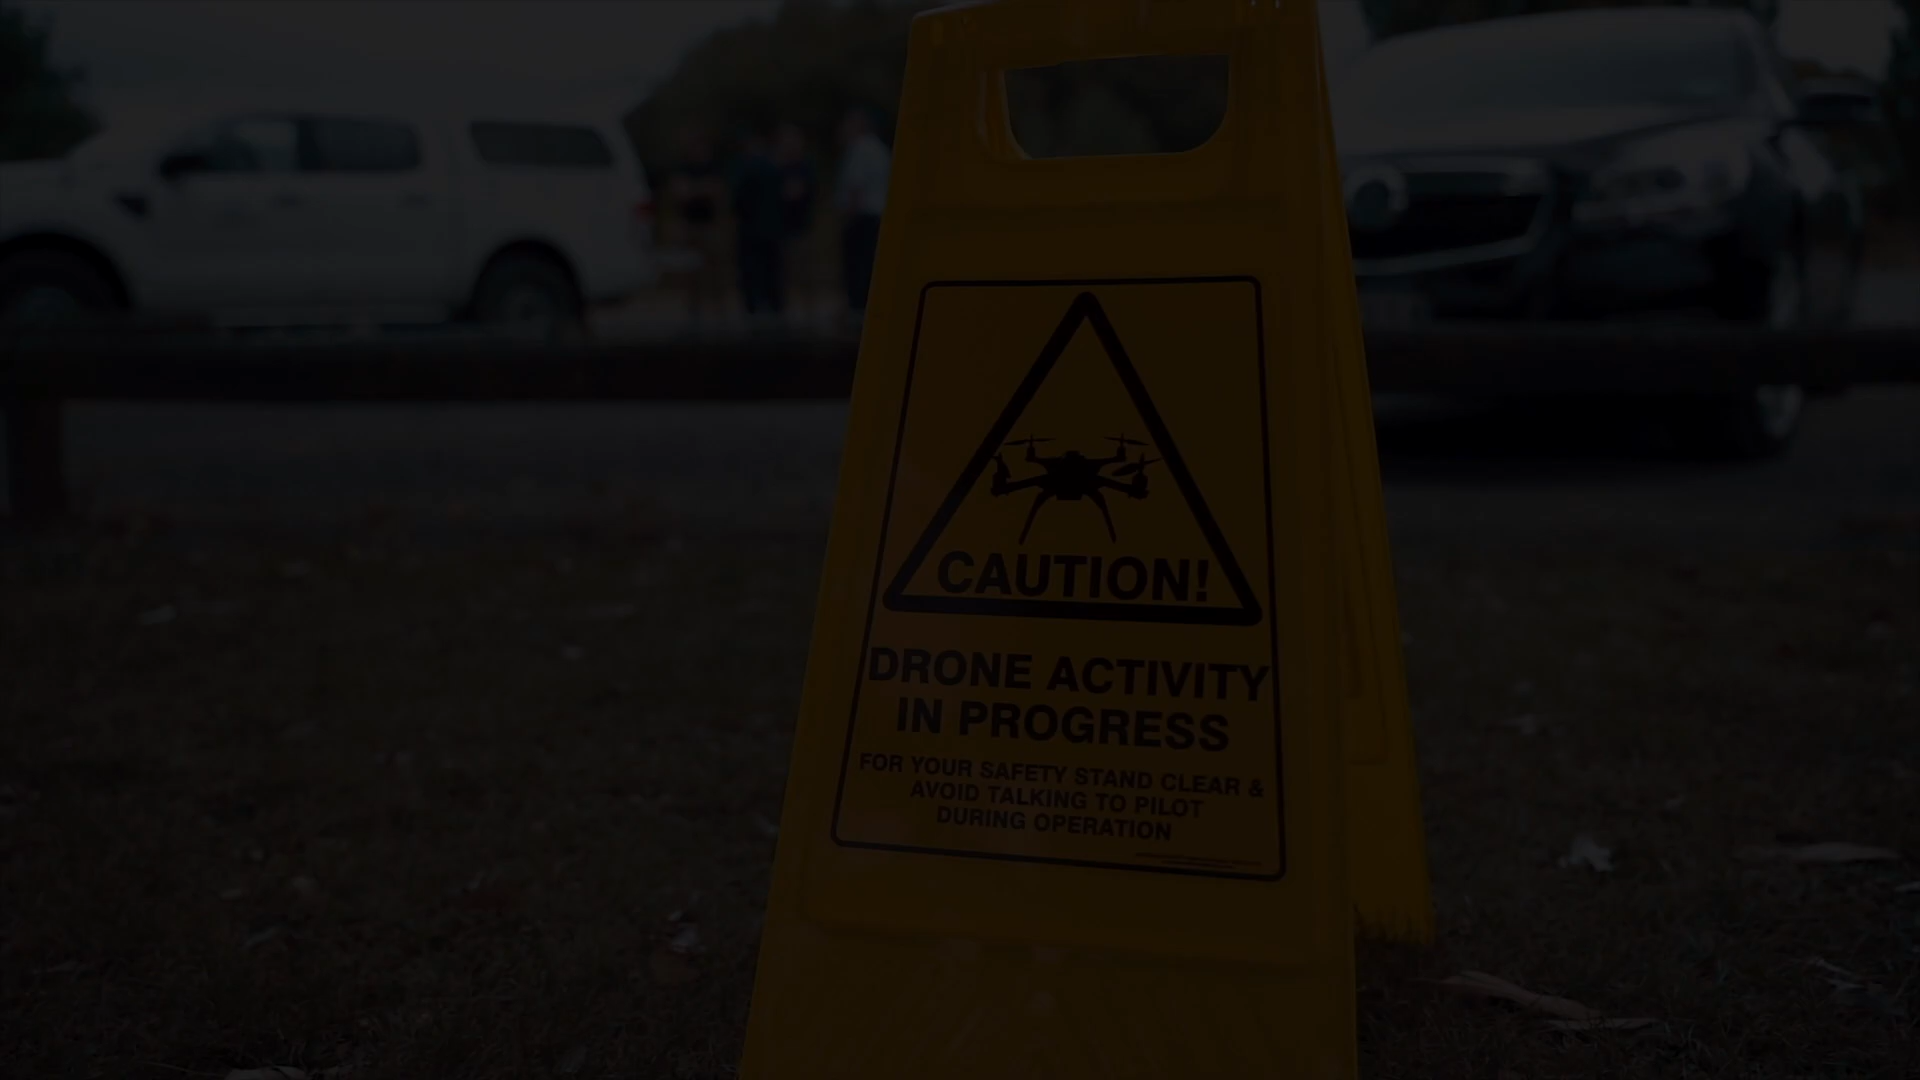 CAUTION!
DRONE ACTIVITY
IN PROGRESS
FOR YOUR SAFETY STAND CLEAR &
AVOID TALKING TO PILOT
DURING OPERATION